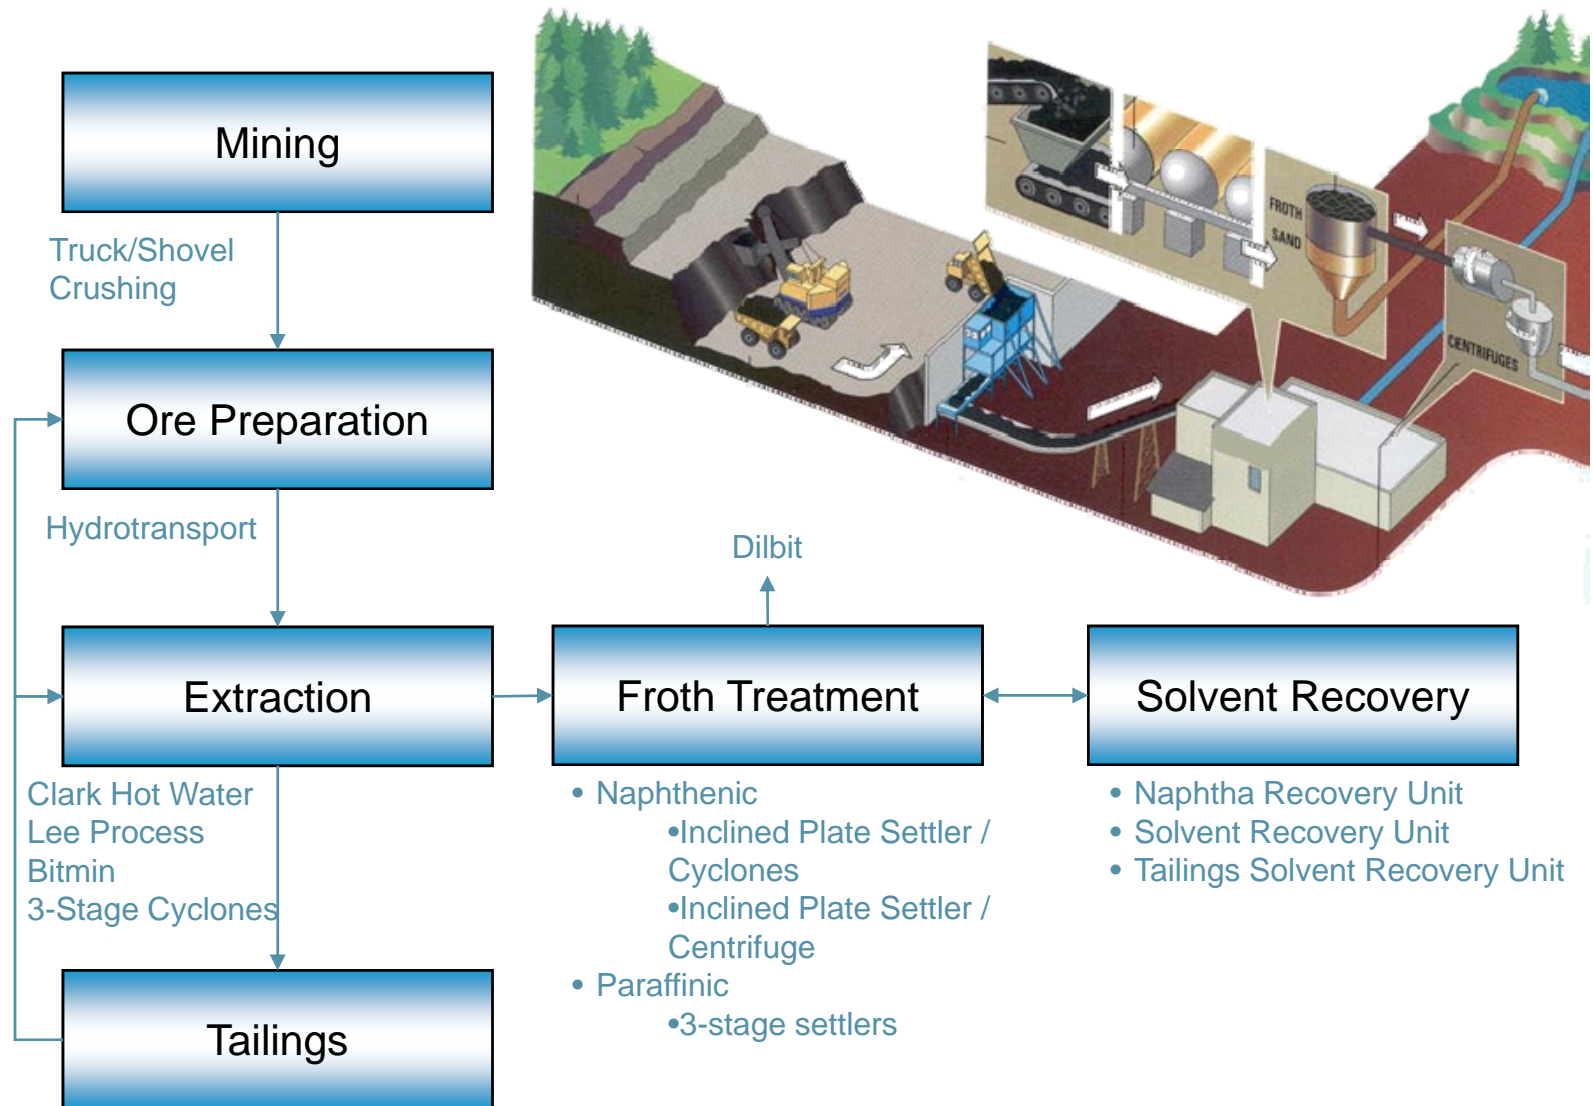 Mining
Truck/Shovel
Crushing
Ore Preparation
Hydrotransport
Extraction
Clark Hot Water
Lee Process
Bitmin
3-Stage Cyclones
Tailings
Dilbit
Froth Treatment
• Naphthenic
•Inclined Plate Settler /
Cyclones
•Inclined Plate Settler /
Centrifuge
• Paraffinic
•3-stage settlers
Solvent Recovery
• Naphtha Recovery Unit
• Solvent Recovery Unit
• Tailings Solvent Recovery Unit
FROTH
SAND
CENTRIFUGES